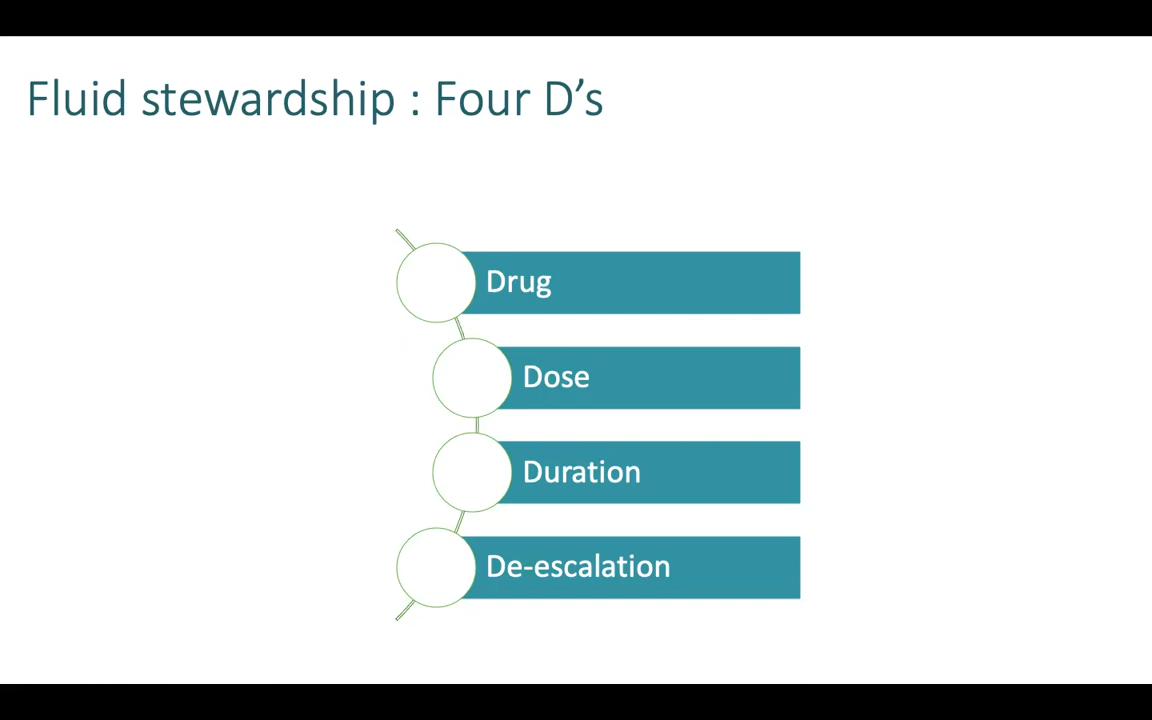 Fluid stewardship : Four D’s
Drug
Dose
Duration
De-escalation